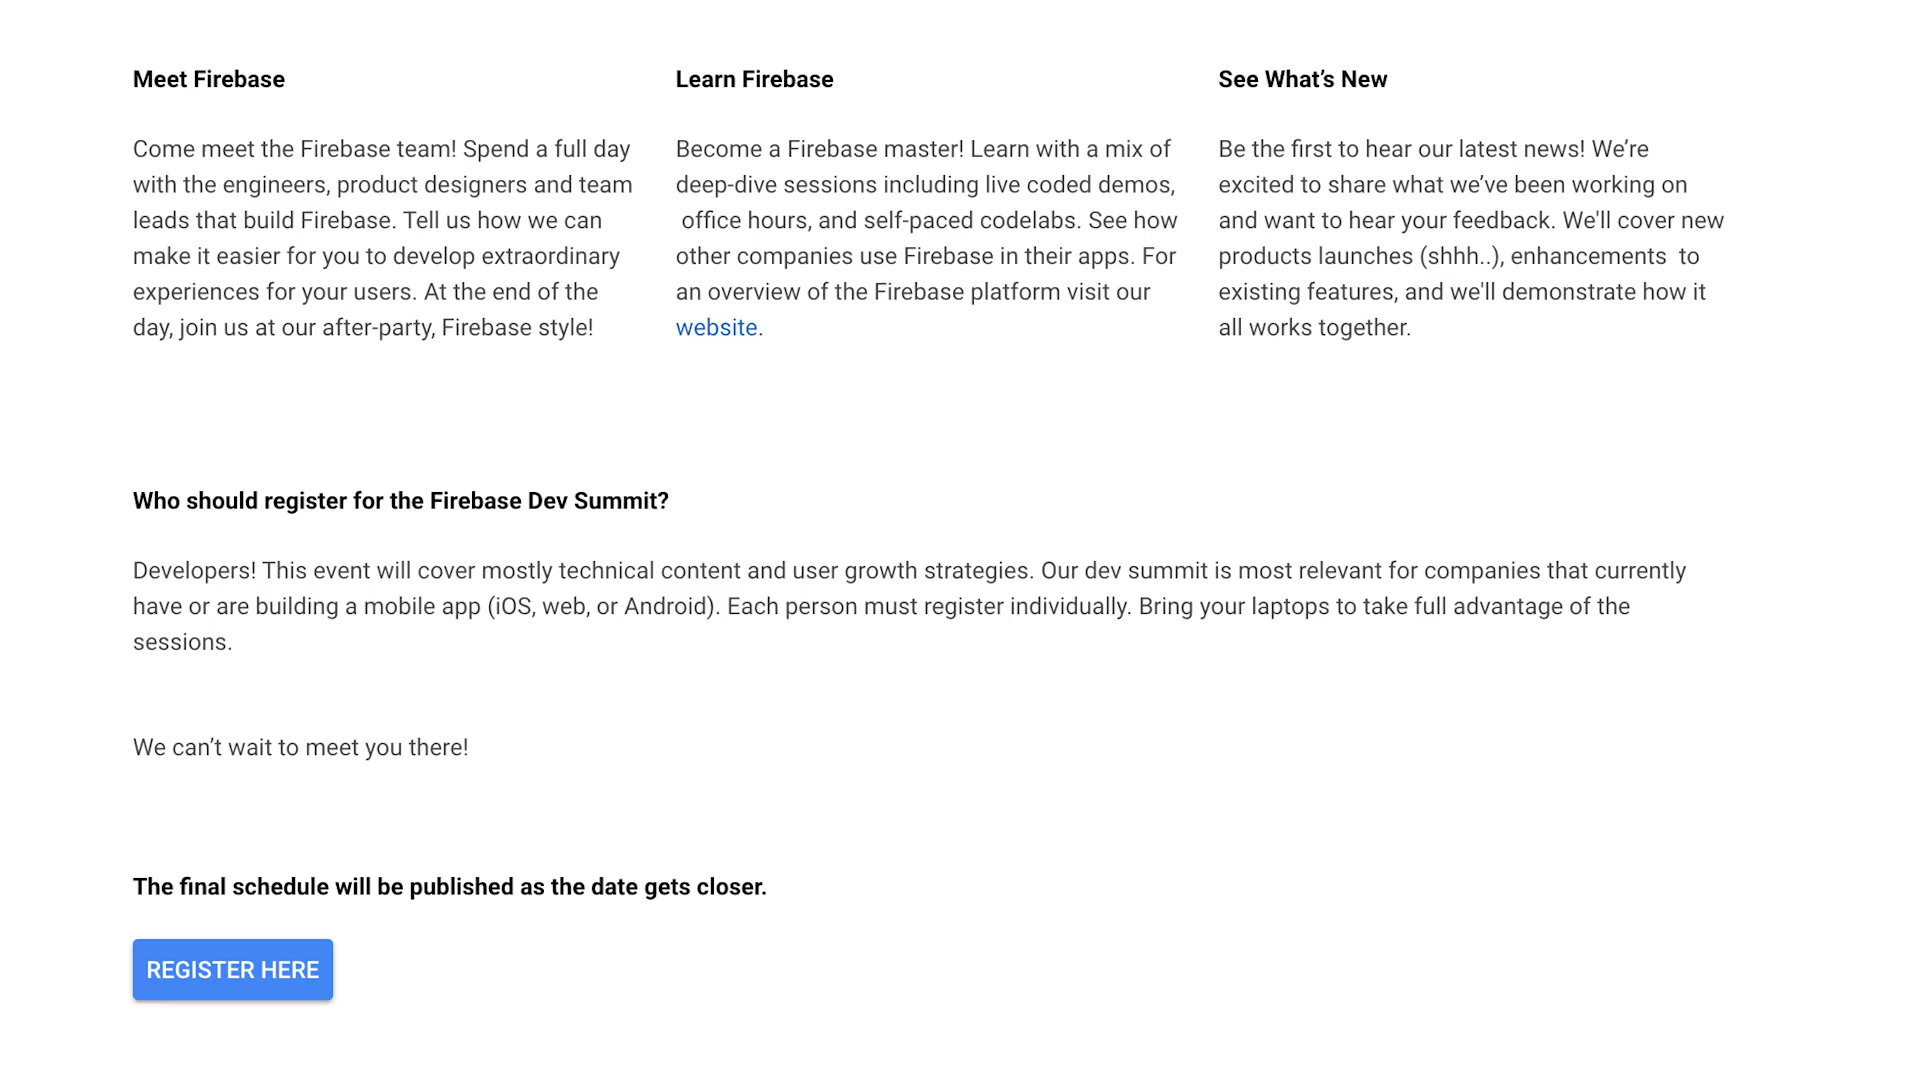 Meet Firebase
Come meet the Firebase team! Spend a full day
with the engineers, product designers and team
leads that build Firebase. Tell us how we can
make it easier for you to develop extraordinary
experiences for your users. At the end of the
day, join us at our after-party, Firebase style!
Learn Firebase
Become a Firebase master! Learn with a mix of
deep-dive sessions including live coded demos,
office hours, and self-paced codelabs. See how
other companies use Firebase in their apps. For
an overview of the Firebase platform visit our
website.
See What’s New
Be the first to hear our latest news! We’re
excited to share what we’ve been working on
and want to hear your feedback. We'll cover new
products launches (shhh..), enhancements  to
existing features, and we'll demonstrate how it
all works together.
Who should register for the Firebase Dev Summit?
Developers! This event will cover mostly technical content and user growth strategies. Our dev summit is most relevant for companies that currently
have or are building a mobile app (iOS, web, or Android). Each person must register individually. Bring your laptops to take full advantage of the
sessions.
We can’t wait to meet you there!
The final schedule will be published as the date gets closer.
REGISTER HERE